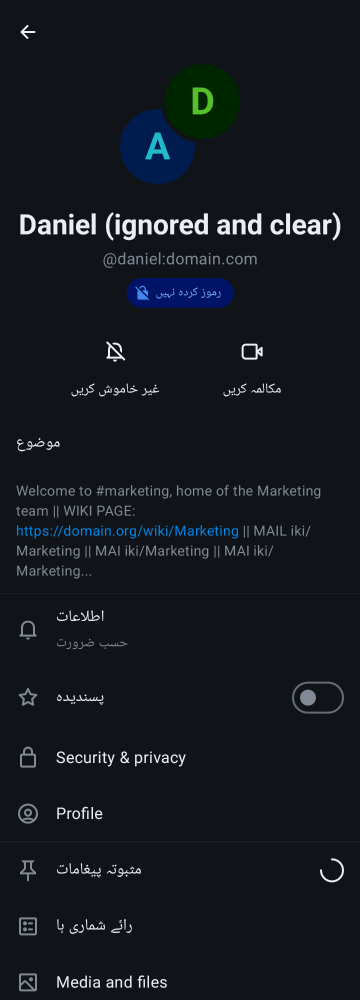 D
A
Daniel (ignored and clear)
@daniel:domain.com
رموز کردہ نہیں
غیر خاموش کریں
مکالمہ کریں
موضوع
Welcome to #marketing, home of the Marketing
team || WIKI PAGE:
https://domain.org/wiki/Marketing || MAIL iki/
Marketing || MAI iki/Marketing || MAI iki/
Marketing...
اطلاعات
حسب ضرورت
پسندیدہ
Security & privacy
Profile
مثبوتہ پیغامات
رائے شماری ہا
Media and files